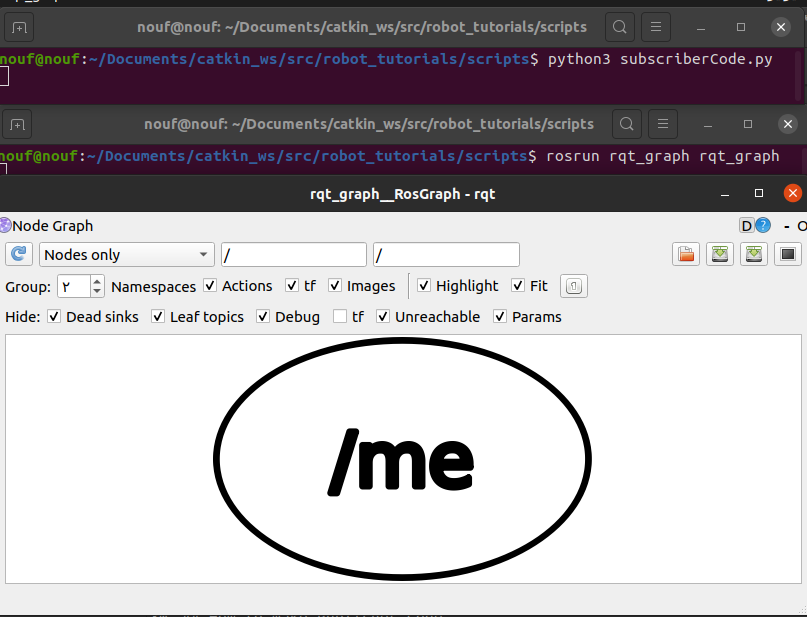 nouf@nouf: ~/Documents/catkin_ws/src/robot_tutorials/scripts
nouf@nouf:~/Documents/catkin_ws/src/robot_tutorials/scripts$ python3 subscriberCode.py
nouf@nouf: ~/Documents/catkin_ws/src/robot_tutorials/scripts
nouf@nouf:~/Documents/catkin_ws/src/robot_tutorials/scripts$ rosrun rqt_graph rqt_graph
rqt_graph__RosGraph - rqt
Node Graph D ? - O
Nodes only / /
Group: ٢ Namespaces Actions tf Images Highlight Fit
Hide: Dead sinks Leaf topics Debug tf Unreachable Params
/me